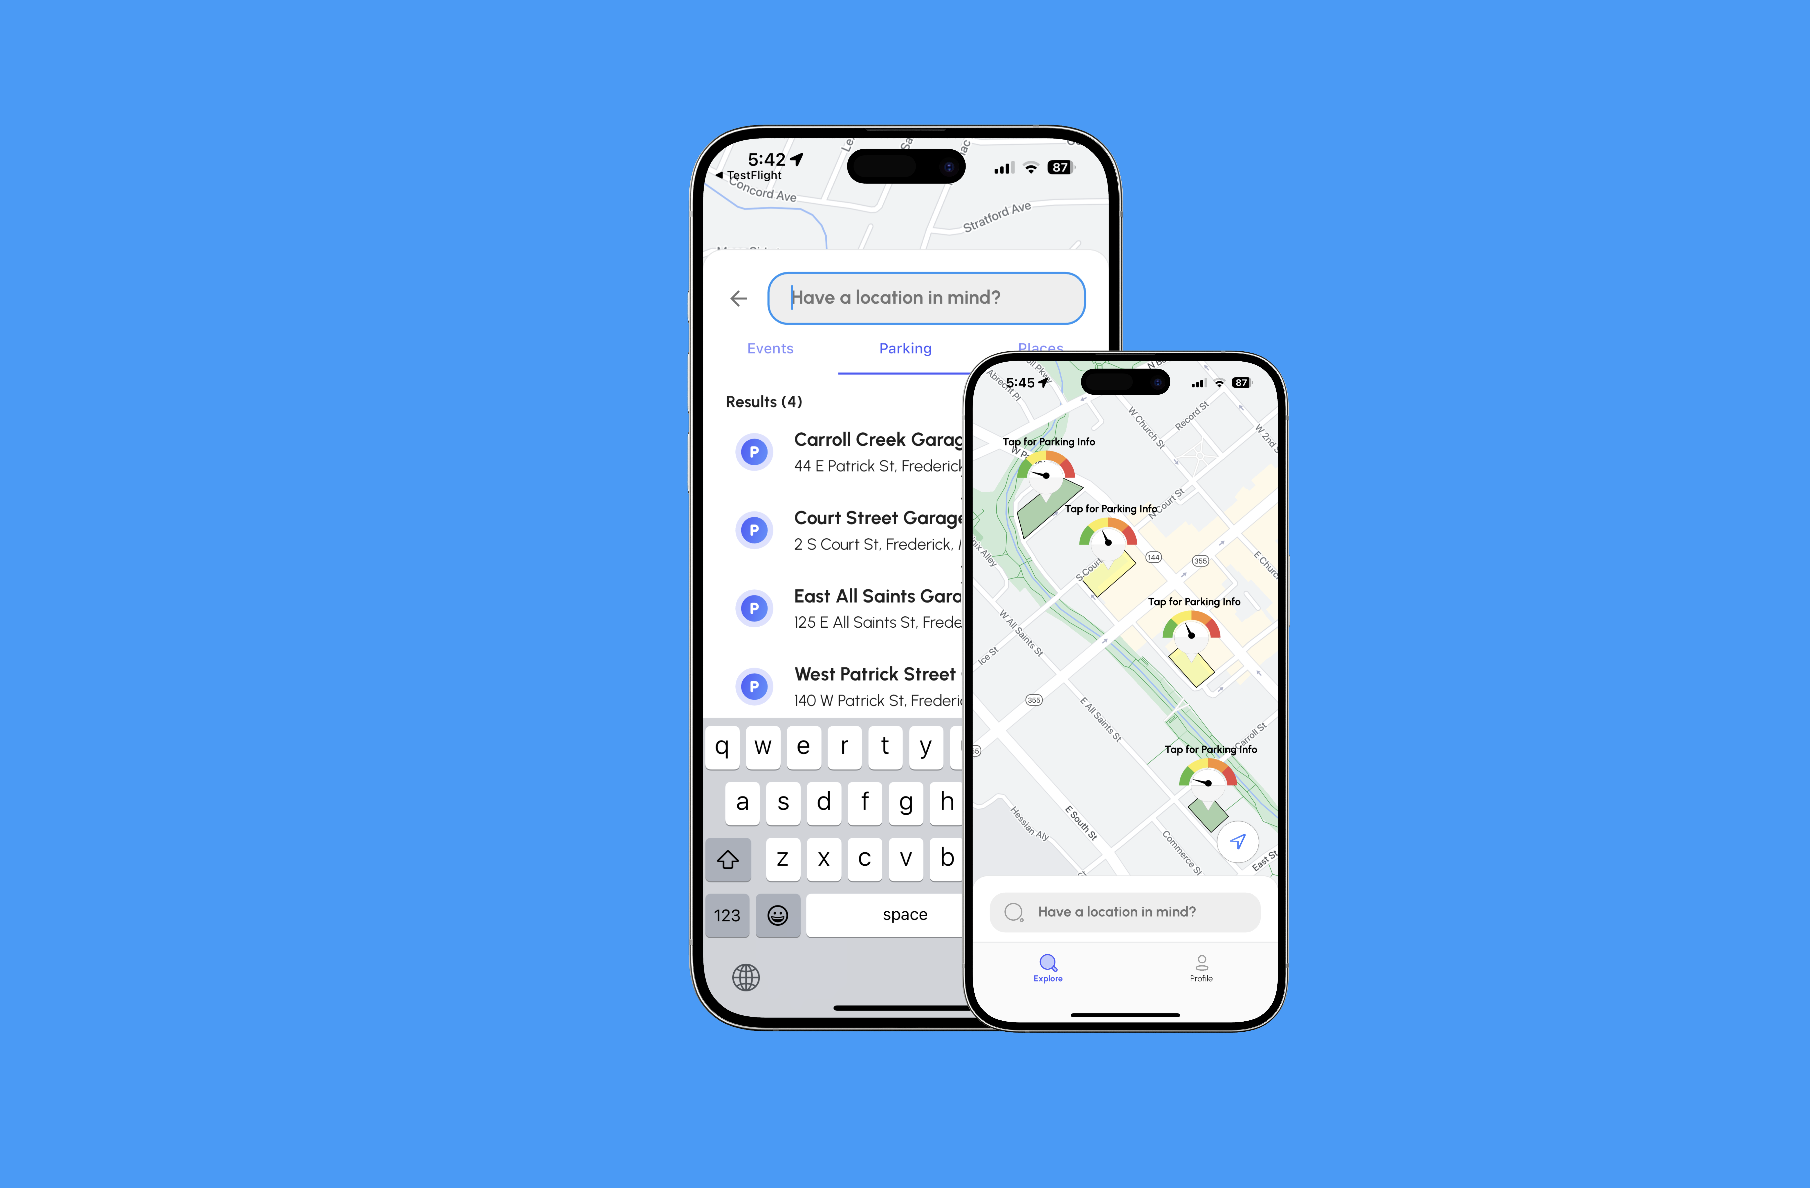 5:42
◀ TestFlight
87
Concord Ave
Stratford Ave
Have a location in mind?
Events
Parking
Places
Results (4)
P
Carroll Creek Garag
44 E Patrick St, Frederick
P
Court Street Garage
2 S Court St, Frederick,
P
East All Saints Gara
125 E All Saints St, Frede
P
West Patrick Street
140 W Patrick St, Frederic
q w e r t y
a s d f g h
z x c v b
123
space
5:45
87
Albrecht Pl
W Church St
Record St
W 2nd S
Tap for Parking Info
Tap for Parking Info
N Court St
S Court
144
355
E Church
Tap for Parking Info
W All Saints St
Ice St
355
E All Saints St
Carroll St
Tap for Parking Info
E South St
Hessian Aly
Commerce St
East St
Have a location in mind?
Explore
Profile